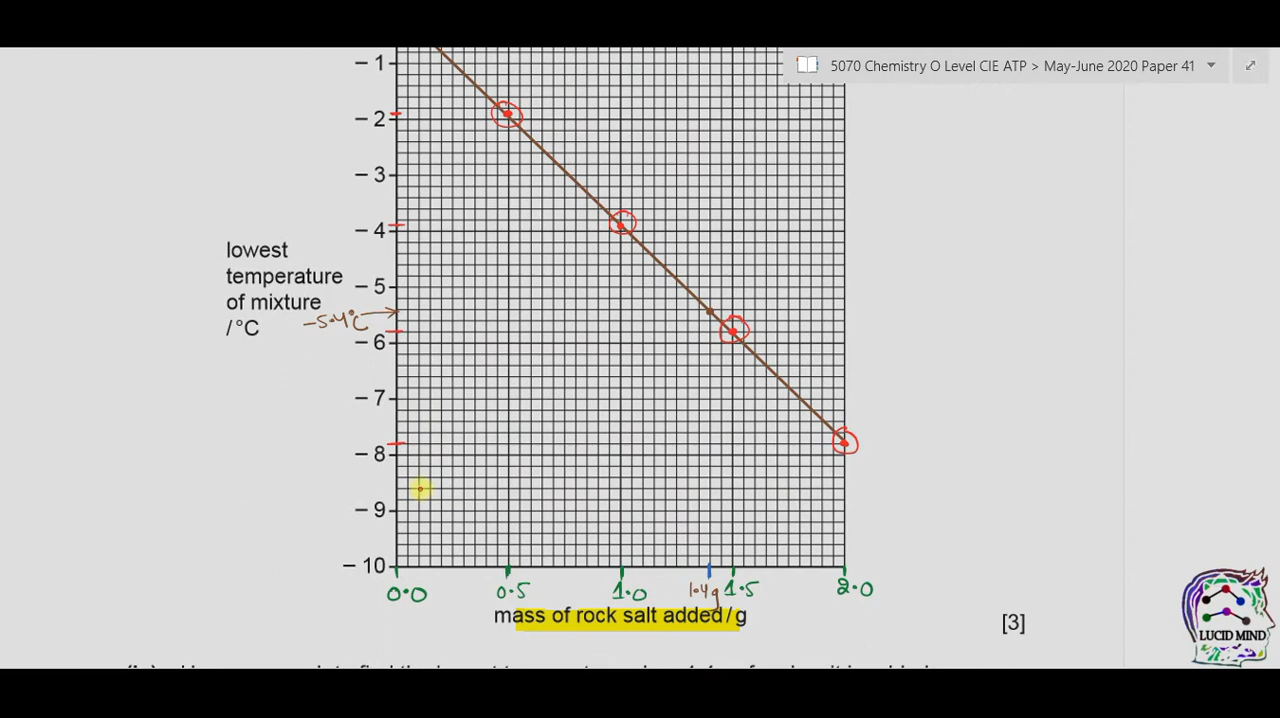 5070 Chemistry O Level CIE ATP > May-June 2020 Paper 41
– 1
– 2
– 3
– 4
lowest
temperature
of mixture
/ °C
– 5
–5.4°C
– 6
– 7
– 8
– 9
– 10
0.0 0.5 1.0 1.4g 1.5 2.0
mass of rock salt added / g
[3]
LUCID MIND